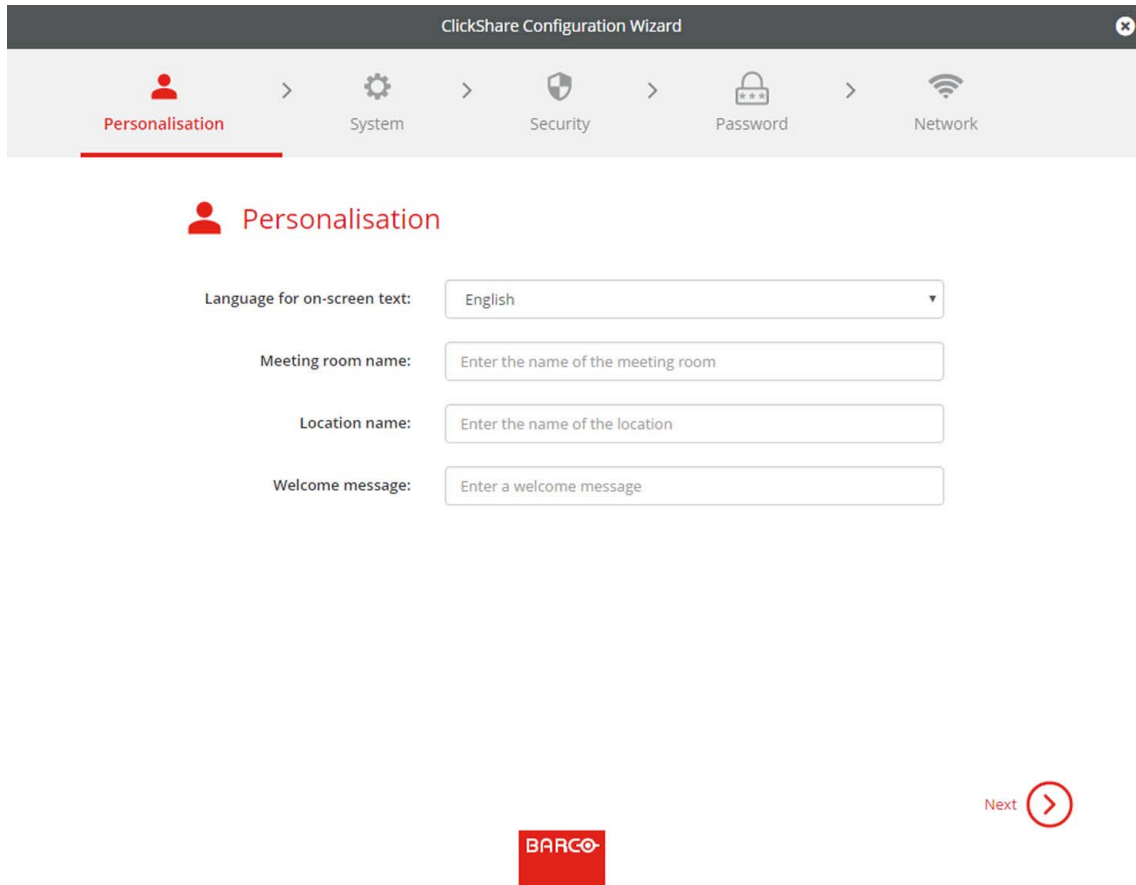 ClickShare Configuration Wizard
Personalisation
System
Security
***
Password
Network
Personalisation
Language for on-screen text: English
Meeting room name: Enter the name of the meeting room
Location name: Enter the name of the location
Welcome message: Enter a welcome message
Next
BARCO